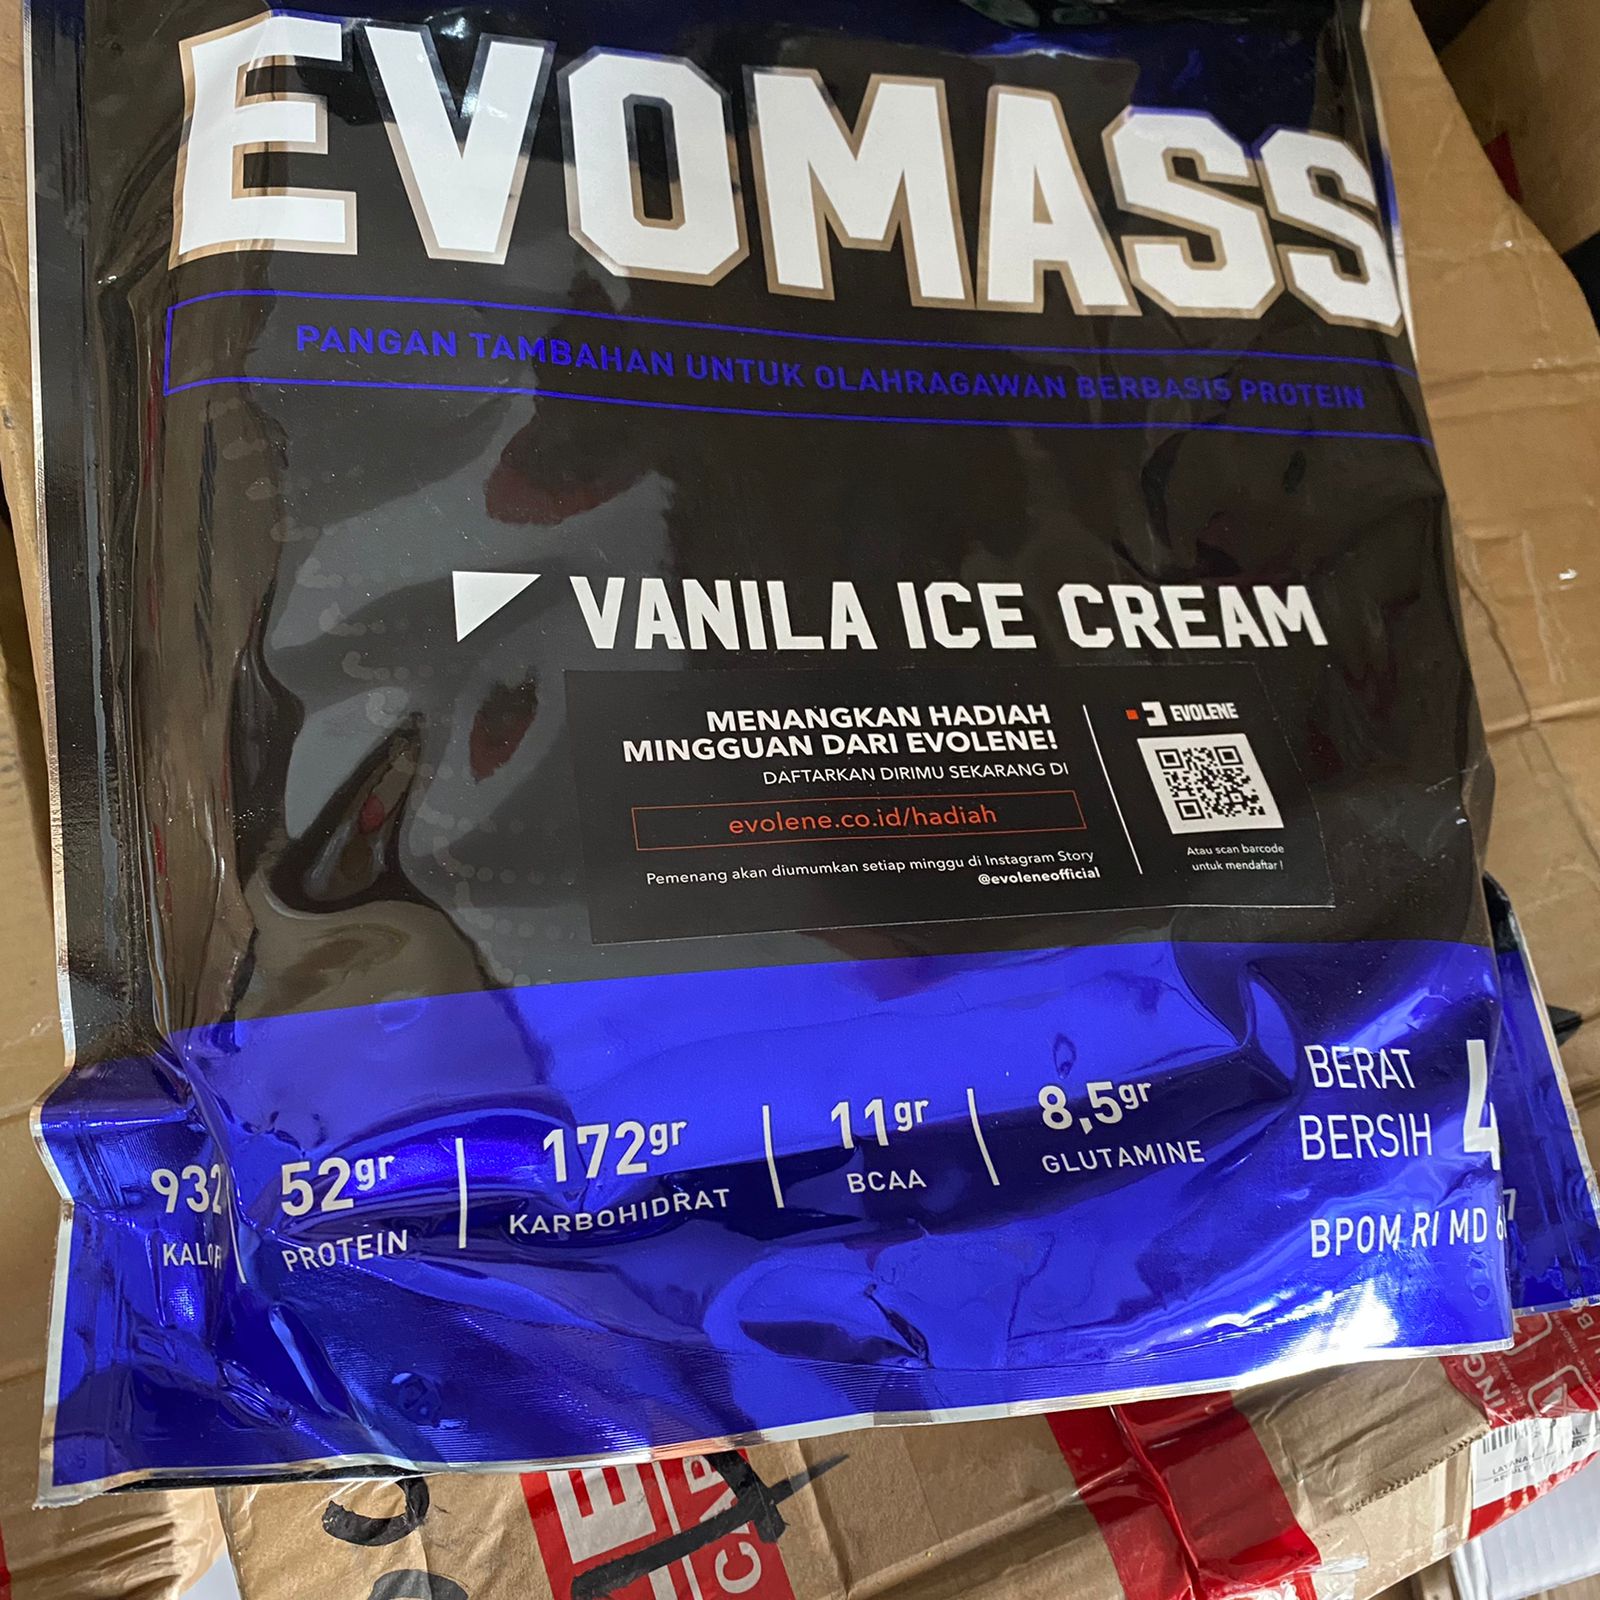 EVOMASS
PANGAN TAMBAHAN UNTUK OLAHRAGAWAN BERBASIS PROTEIN
VANILA ICE CREAM
MENANGKAN HADIAH
MINGGUAN DARI EVOLENE!
DAFTARKAN DIRIMU SEKARANG DI
evolene.co.id/hadiah
Pemenang akan diumumkan setiap minggu di Instagram Story
@evoleneofficial
EVOLENE
Atau scan barcode
untuk mendaftar !
932
52gr
PROTEIN
172gr
KARBOHIDRAT
11gr
BCAA
8,5gr
GLUTAMINE
BERAT
BERSIH 4
BPOM RI MD